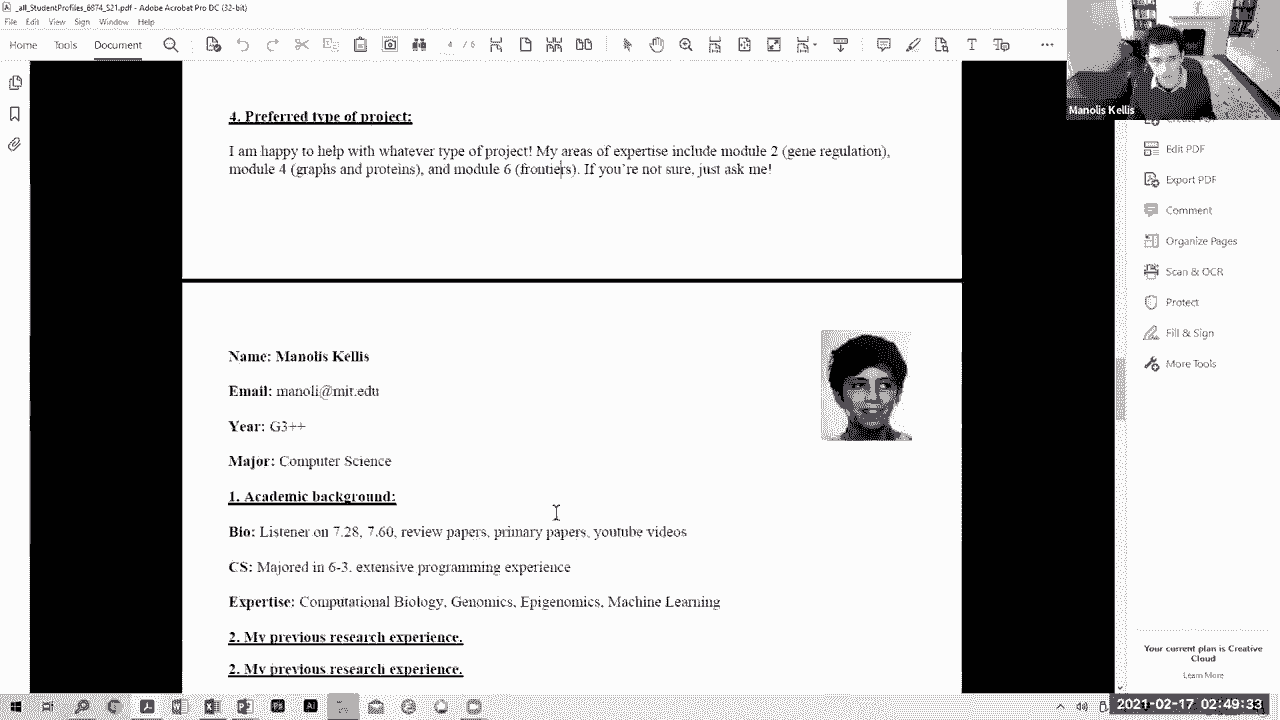 _all_StudentProfiles_6874_S21.pdf - Adobe Acrobat Pro DC (32-bit)
File Edit View Sign Window Help
Home Tools Document 4 / 6
Manolis Kellis
4. Preferred type of project:
I am happy to help with whatever type of project! My areas of expertise include module 2 (gene regulation),
module 4 (graphs and proteins), and module 6 (frontiers). If you're not sure, just ask me!
Name: Manolis Kellis
Email: manoli@mit.edu
Year: G3++
Major: Computer Science
1. Academic background:
Bio: Listener on 7.28, 7.60, review papers, primary papers, youtube videos
CS: Majored in 6-3. extensive programming experience
Expertise: Computational Biology, Genomics, Epigenomics, Machine Learning
2. My previous research experience.
2. My previous research experience.
Edit PDF
Export PDF
Comment
Organize Pages
Scan & OCR
Protect
Fill & Sign
More Tools
Your current plan is Creative
Cloud
Learn More
2021-02-17 02:49:33